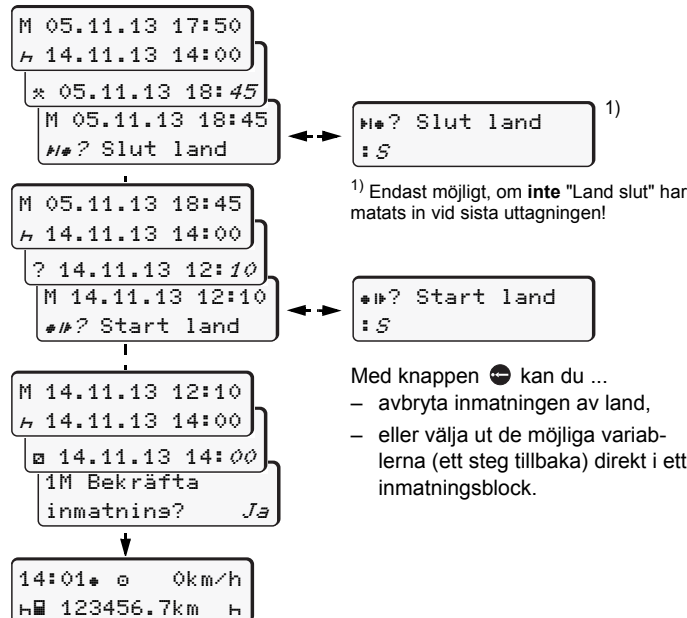 M 05.11.13 17:50
14.11.13 14:00
05.11.13 18:45
M 05.11.13 18:45
? Slut land
? Slut land
:S
1)
1) Endast möjligt, om inte "Land slut" har
matats in vid sista uttagningen!
M 05.11.13 18:45
14.11.13 14:00
? 14.11.13 12:10
M 14.11.13 12:10
? Start land
? Start land
:S
Med knappen kan du ...
– avbryta inmatningen av land,
– eller välja ut de möjliga variab-
lerna (ett steg tillbaka) direkt i ett
inmatningsblock.
M 14.11.13 12:10
14.11.13 14:00
14.11.13 14:00
1M Bekräfta
inmatning? Ja
14:01 0km/h
123456.7km